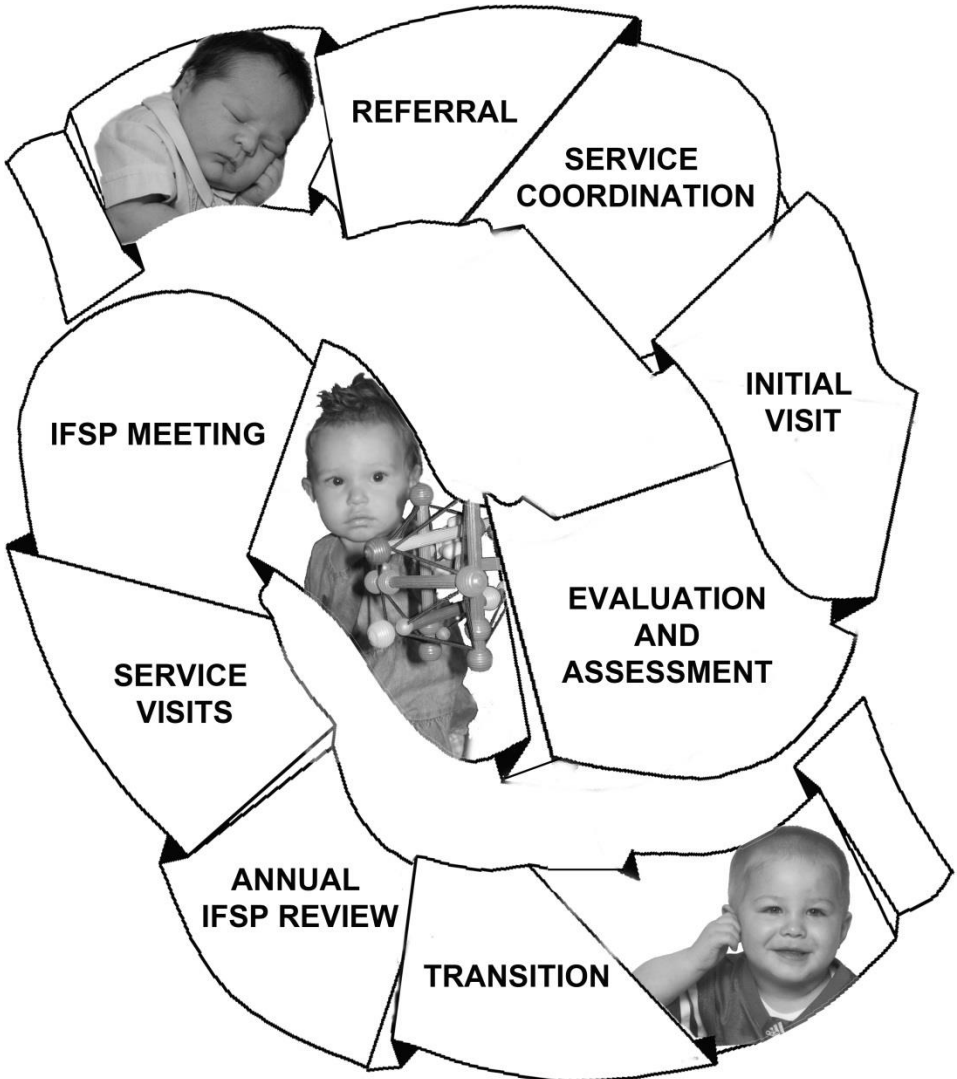 REFERRAL
SERVICE
COORDINATION
INITIAL
VISIT
EVALUATION
AND
ASSESSMENT
IFSP MEETING
SERVICE
VISITS
ANNUAL
IFSP REVIEW
TRANSITION